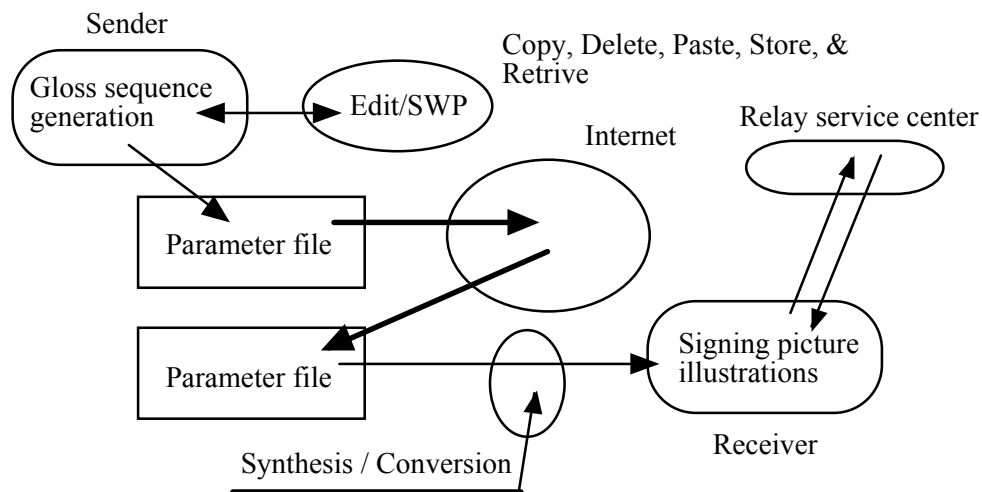 Sender
Copy, Delete, Paste, Store, &
Retrive
Gloss sequence
generation
Edit/SWP
Internet
Relay service center
Parameter file
Parameter file
Signing picture
illustrations
Receiver
Synthesis / Conversion